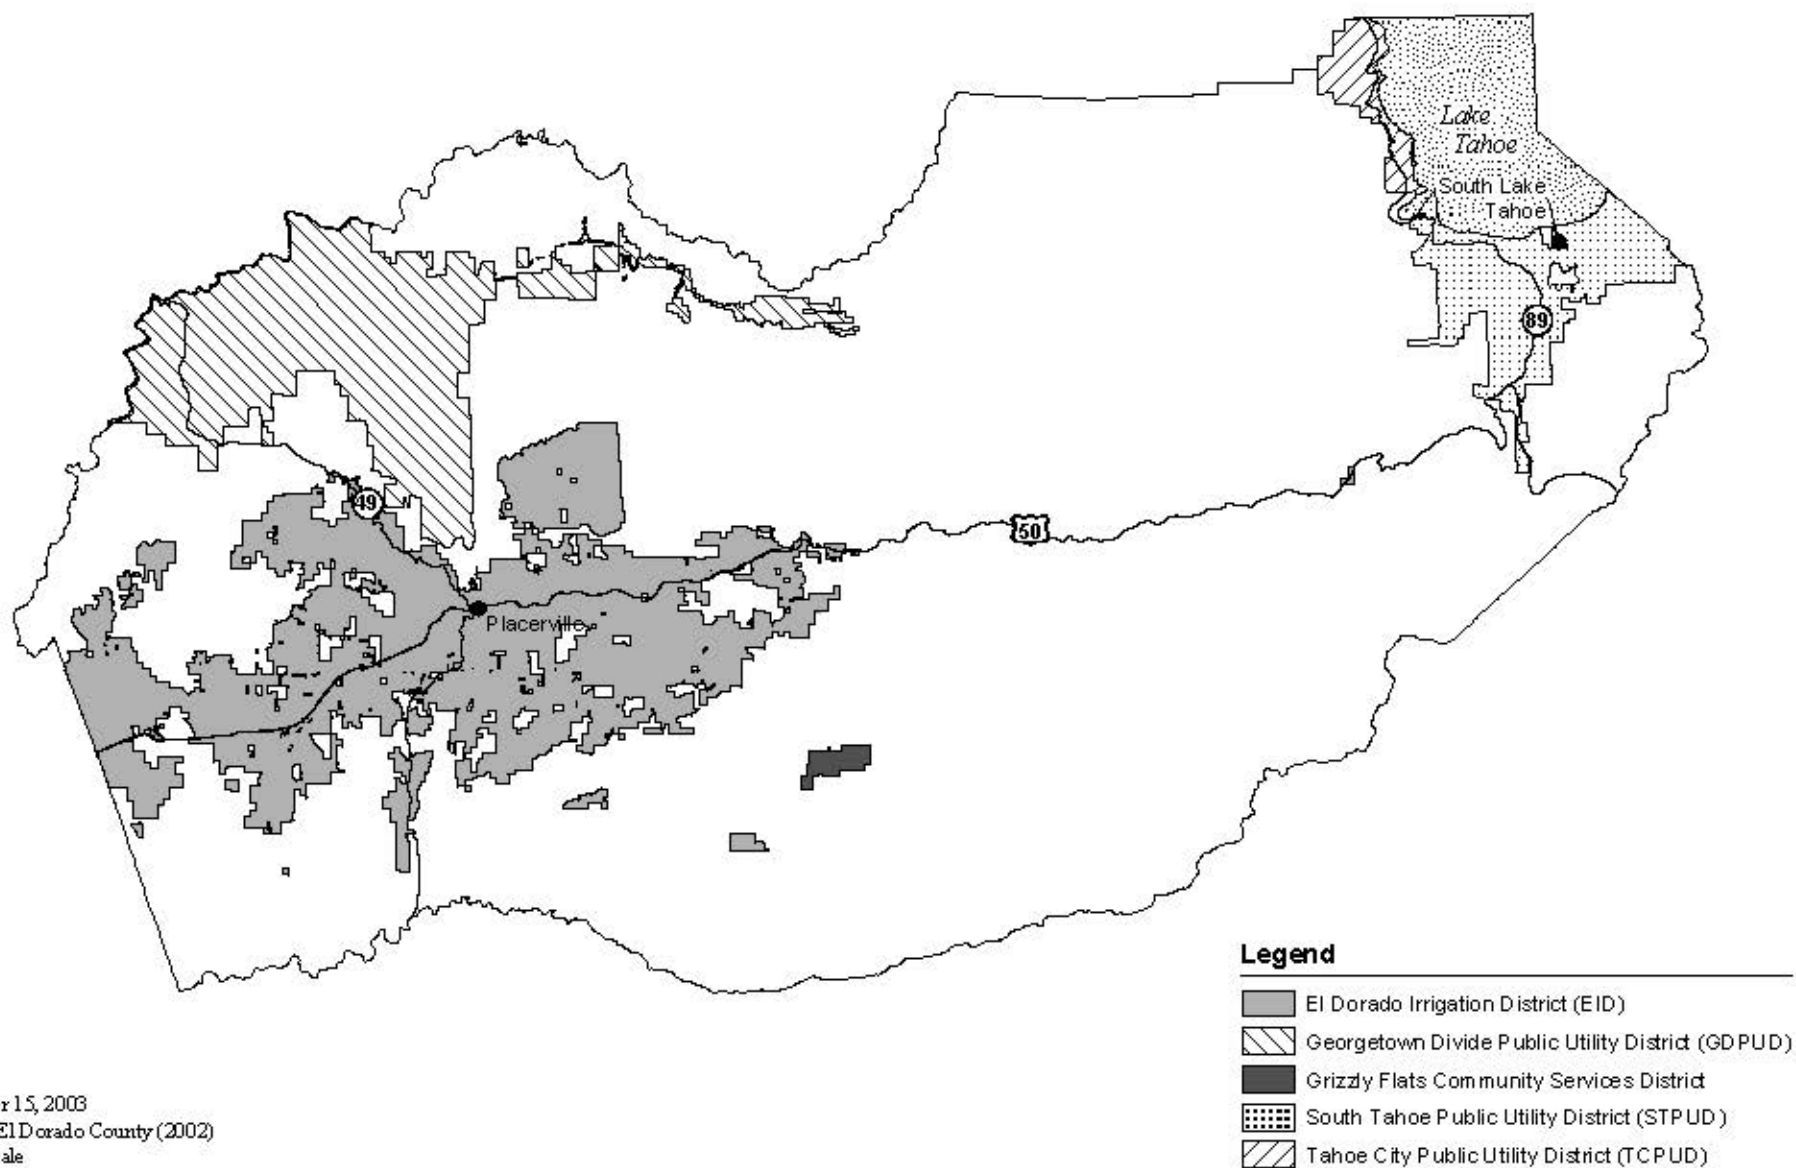 Lake
Tahoe
South Lake
Tahoe
89
49
50
Placerville
Legend
El Dorado Irrigation District (EID)
Georgetown Divide Public Utility District (GDPUD)
Grizzly Flats Community Services District
South Tahoe Public Utility District (STPUD)
Tahoe City Public Utility District (TCPUD)
r 15, 2003
El Dorado County (2002)
ale